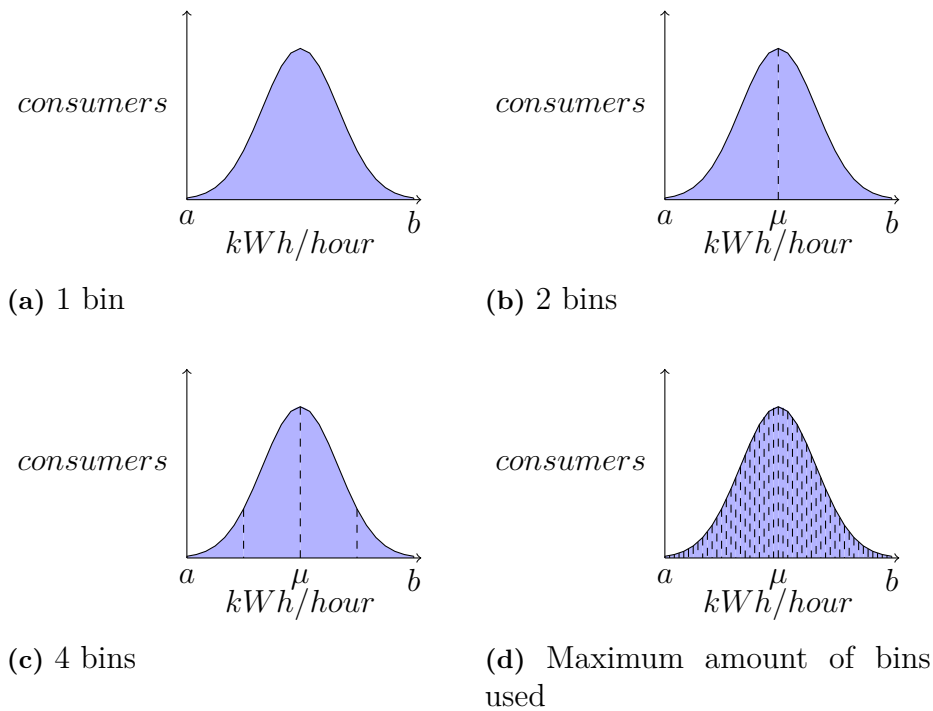 consumers
a
b
kWh/hour
(a) 1 bin
consumers
a
μ
b
kWh/hour
(b) 2 bins
consumers
a
μ
b
kWh/hour
(c) 4 bins
consumers
a
μ
b
kWh/hour
(d) Maximum amount of bins
used